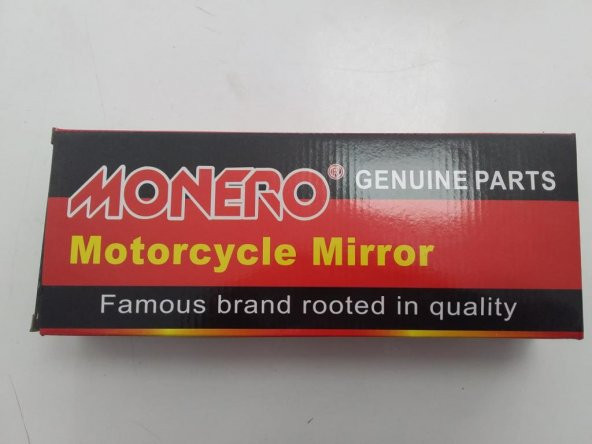 MONERO® GENUINE PARTS
Motorcycle Mirror
Famous brand rooted in quality